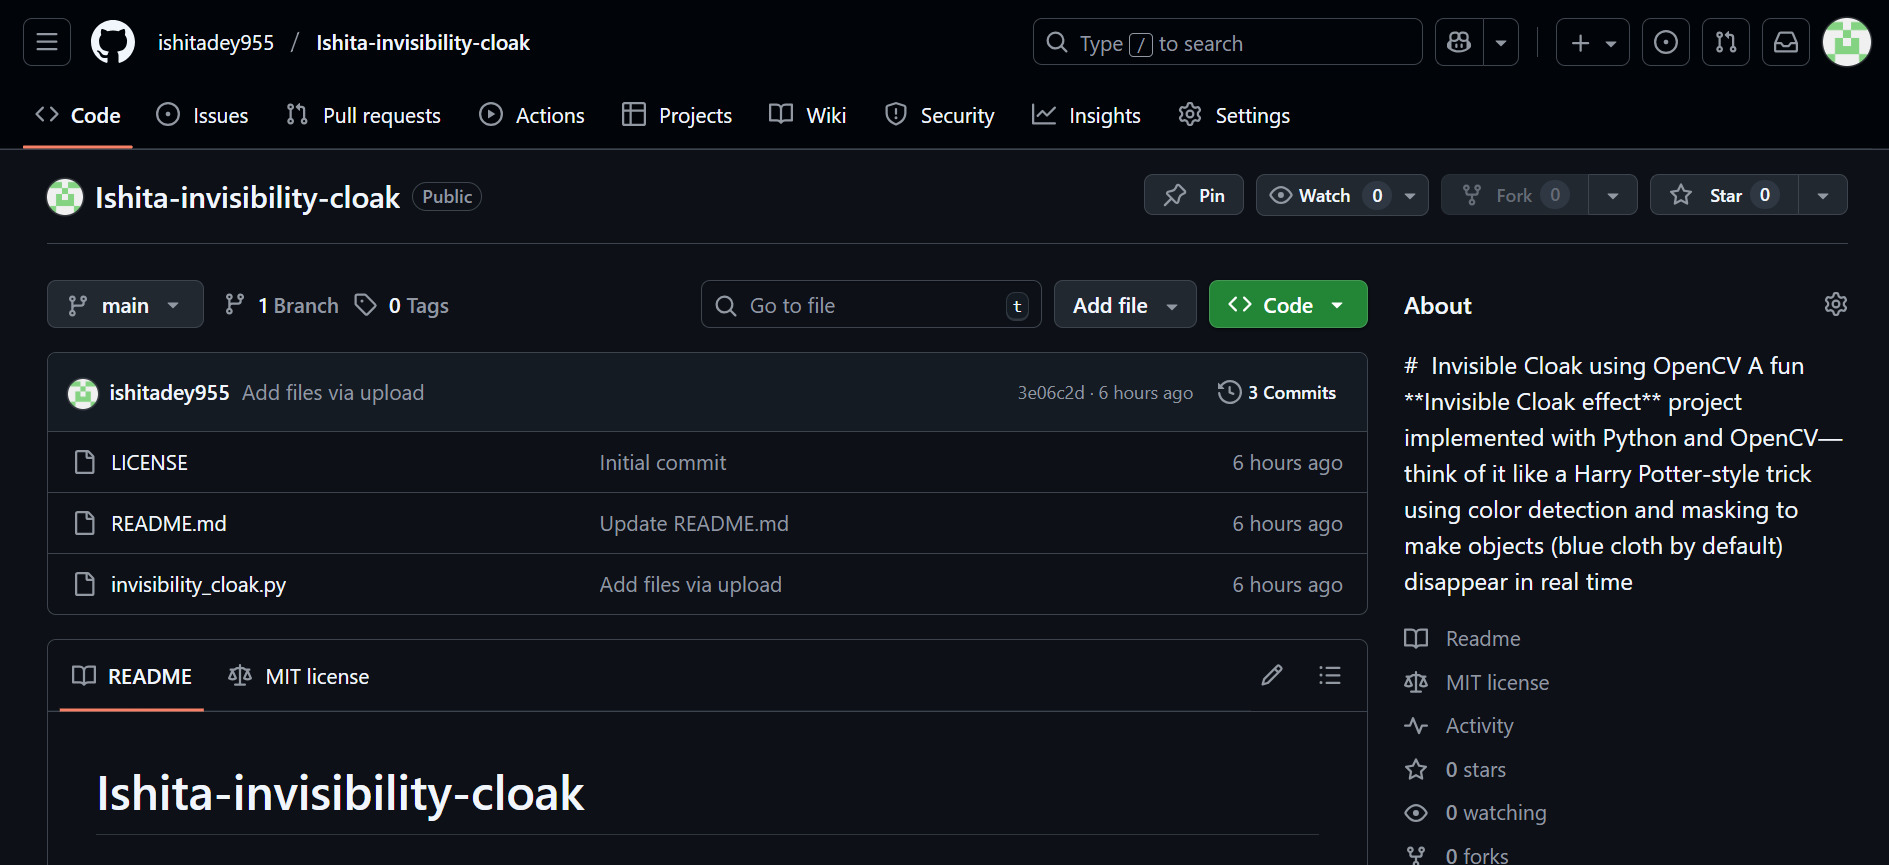 ishitadey955 / Ishita-invisibility-cloak
Type / to search
Code Issues Pull requests Actions Projects Wiki Security Insights Settings
Ishita-invisibility-cloak Public
Pin Watch 0 Fork 0 Star 0
main 1 Branch 0 Tags
Go to file t Add file Code
ishitadey955 Add files via upload 3e06c2d · 6 hours ago 3 Commits
LICENSE Initial commit 6 hours ago
README.md Update README.md 6 hours ago
invisibility_cloak.py Add files via upload 6 hours ago
README MIT license
Ishita-invisibility-cloak
About
# Invisible Cloak using OpenCV A fun
**Invisible Cloak effect** project
implemented with Python and OpenCV—
think of it like a Harry Potter-style trick
using color detection and masking to
make objects (blue cloth by default)
disappear in real time
Readme
MIT license
Activity
0 stars
0 watching
0 forks